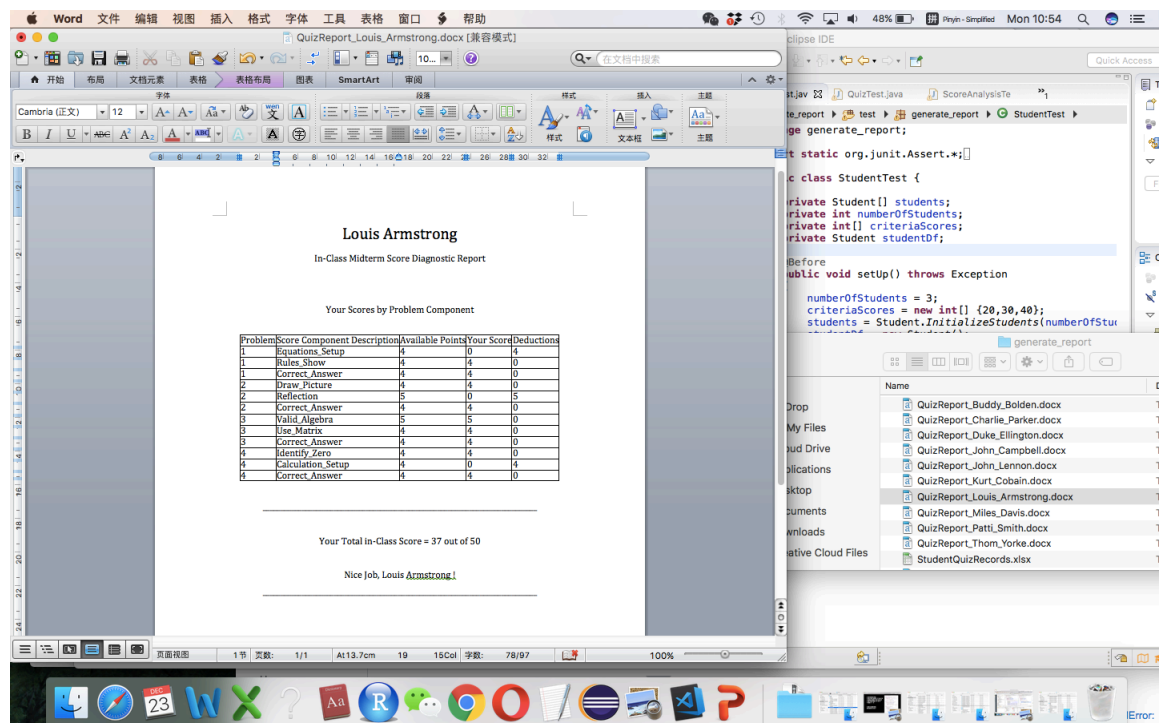 Word 文件 编辑 视图 插入 格式 字体 工具 表格 窗口 帮助 48% Pinyin - Simplified Mon 10:54
QuizReport_Louis_Armstrong.docx [兼容模式]
10...
在文档中搜索
开始 布局 文档元素 表格 表格布局 图表 SmartArt 审阅
字体 段落 样式 插入 主题
Cambria (正文) 12
样式 文本框 主题
Louis Armstrong
In-Class Midterm Score Diagnostic Report
Your Scores by Problem Component
Problem Score Component Description Available Points Your Score Deductions
1 Equations_Setup 4 0 4
1 Rules_Show 4 4 0
1 Correct_Answer 4 4 0
2 Draw_Picture 4 4 0
2 Reflection 5 0 5
2 Correct_Answer 4 4 0
3 Valid_Algebra 5 5 0
3 Use_Matrix 4 4 0
3 Correct_Answer 4 4 0
4 Identify_Zero 4 4 0
4 Calculation_Setup 4 0 4
4 Correct_Answer 4 4 0
Your Total in-Class Score = 37 out of 50
Nice Job, Louis Armstrong !
页面视图 1节 页数: 1/1 At13.7cm 19 15Col 字数: 78/97 100%
clipse IDE
Quick Access
st.jav QuizTest.java ScoreAnalysisTe
te_report test generate_report StudentTest
ge generate_report;
t static org.junit.Assert.*;
c class StudentTest {
rivate Student[] students;
rivate int numberOfStudents;
rivate int[] criteriaScores;
rivate Student studentDf;
Before
ublic void setUp() throws Exception
numberOfStudents = 3;
criteriaScores = new int[] {20,30,40};
students = Student.InitializeStudents(numberOfStuc
generate_report
Name
Drop
My Files
oud Drive
plications
sktop
cuments
wnloads
eative Cloud Files
QuizReport_Buddy_Bolden.docx
QuizReport_Charlie_Parker.docx
QuizReport_Duke_Ellington.docx
QuizReport_John_Campbell.docx
QuizReport_John_Lennon.docx
QuizReport_Kurt_Cobain.docx
QuizReport_Louis_Armstrong.docx
QuizReport_Miles_Davis.docx
QuizReport_Patti_Smith.docx
QuizReport_Thom_Yorke.docx
StudentQuizRecords.xlsx
DEC
23
Error: